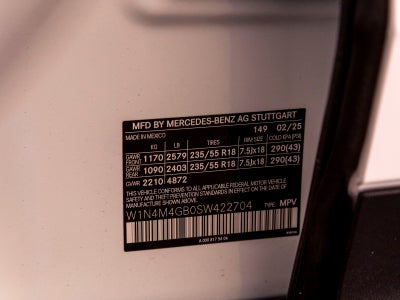 MFD BY MERCEDES-BENZ AG STUTTGART
MADE IN MEXICO 149 02/25
KG LB TIRES RIM SIZE COLD KPA (PSI)
GAWR FRONT 1170 2579 235/55 R18 7.5Jx18 290(43)
GAWR REAR 1090 2403 235/55 R18 7.5Jx18 290(43)
GVWR 2210 4872
THIS VEHICLE CONFORMS TO ALL APPLICABLE FEDERAL MOTOR VEHICLE
SAFETY AND THEFT PREVENTION STANDARDS IN EFFECT ON THE DATE
OF MANUFACTURE SHOWN ABOVE.
W1N4M4GB0SW422704 TYPE: MPV